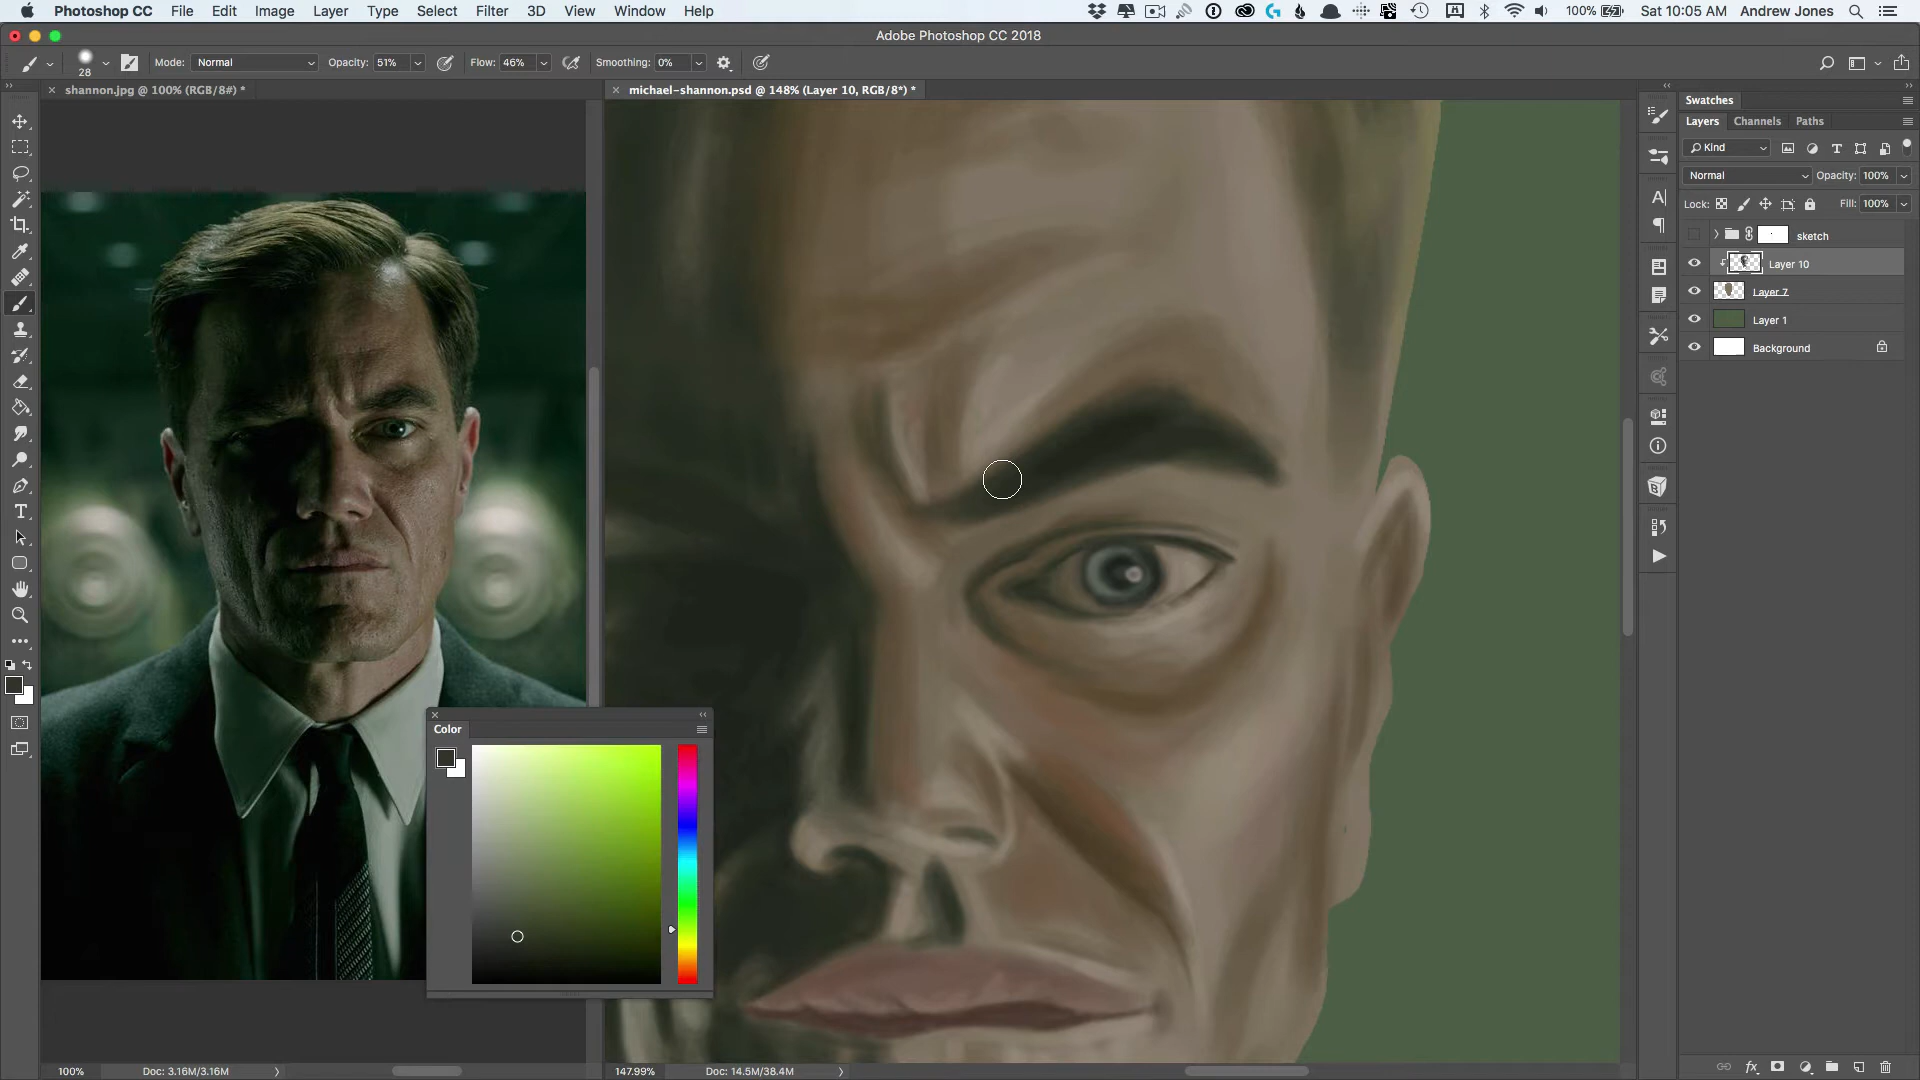 Photoshop CC File Edit Image Layer Type Select Filter 3D View Window Help 100% Sat 10:05 AM Andrew Jones
Adobe Photoshop CC 2018
28 Mode: Normal Opacity: 51% Flow: 46% Smoothing: 0%
shannon.jpg @ 100% (RGB/8#) * michael-shannon.psd @ 148% (Layer 10, RGB/8*) *
Swatches
Layers Channels Paths
Kind
Normal Opacity: 100%
Lock: Fill: 100%
sketch
Layer 10
Layer 7
Layer 1
Background
Color
100% Doc: 3.16M/3.16M 147.99% Doc: 14.5M/38.4M